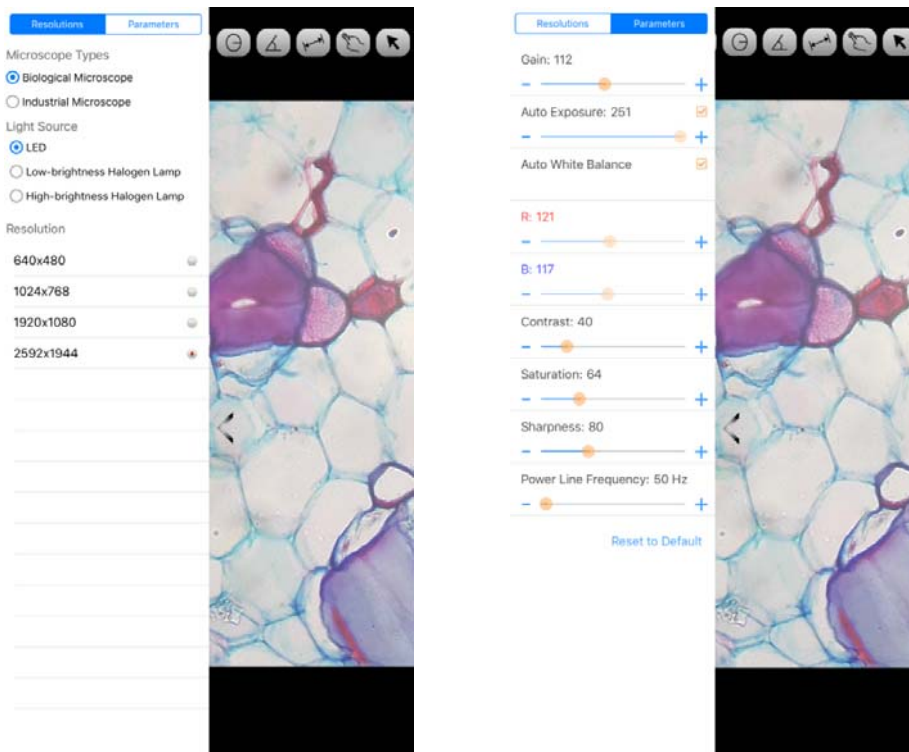 Resolutions Parameters
Microscope Types
Biological Microscope
Industrial Microscope
Light Source
LED
Low-brightness Halogen Lamp
High-brightness Halogen Lamp
Resolution
640x480
1024x768
1920x1080
2592x1944
Resolutions Parameters
Gain: 112
Auto Exposure: 251
Auto White Balance
R: 121
B: 117
Contrast: 40
Saturation: 64
Sharpness: 80
Power Line Frequency: 50 Hz
Reset to Default